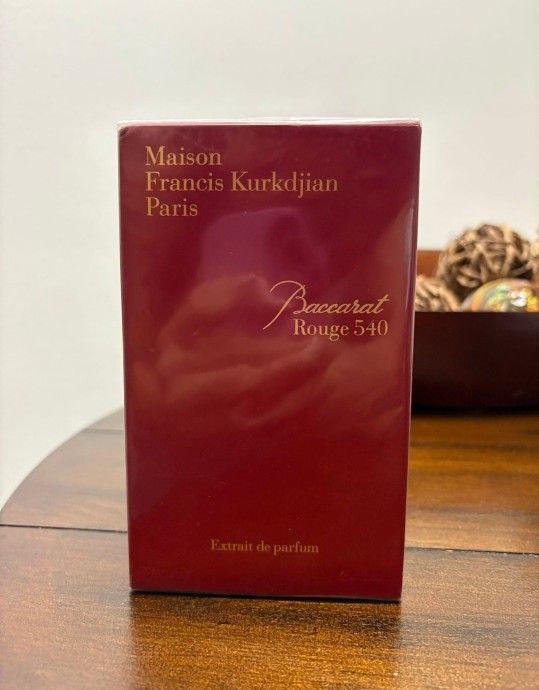 Maison
Francis Kurkdjian
Paris
Baccarat
Rouge 540
Extrait de parfum